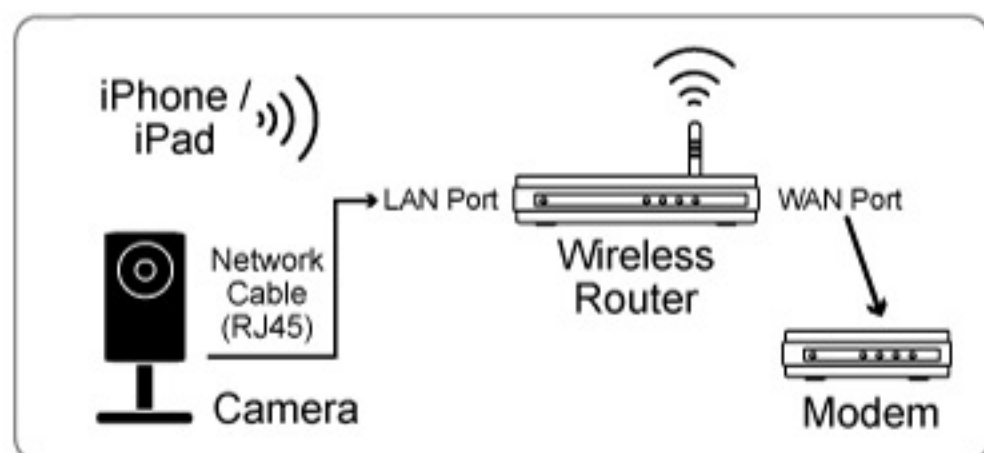 iPhone /
iPad
LAN Port
WAN Port
Network
Cable
(RJ45)
Wireless
Router
Camera
Modem